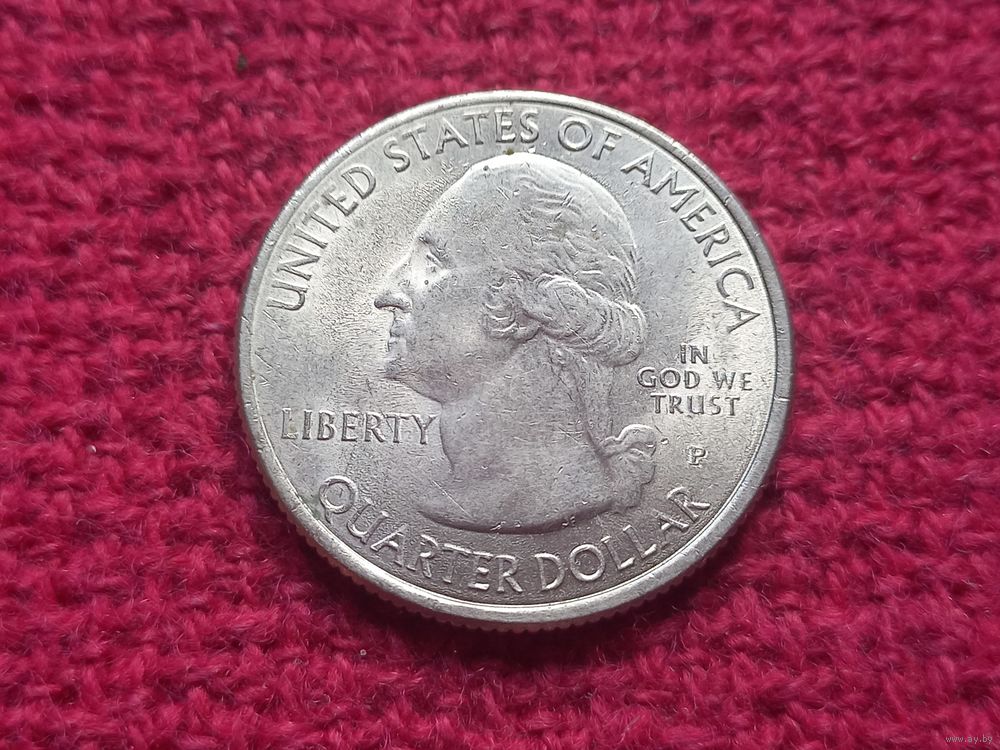 UNITED STATES OF AMERICA
LIBERTY
IN
GOD WE
TRUST
P
QUARTER DOLLAR
www.ay.by